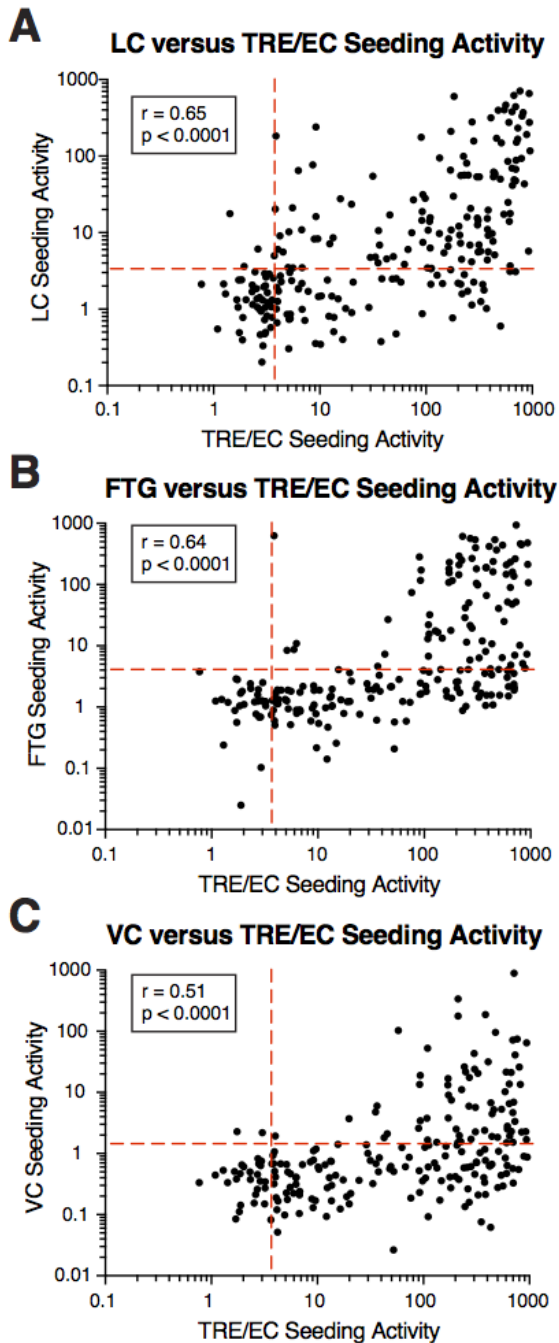 A
LC versus TRE/EC Seeding Activity
r = 0.65
p < 0.0001
LC Seeding Activity
1000
100
10
1
0.1
0.1 1 10 100 1000
TRE/EC Seeding Activity
B
FTG versus TRE/EC Seeding Activity
r = 0.64
p < 0.0001
FTG Seeding Activity
1000
100
10
1
0.1
0.01
0.1 1 10 100 1000
TRE/EC Seeding Activity
C
VC versus TRE/EC Seeding Activity
r = 0.51
p < 0.0001
VC Seeding Activity
1000
100
10
1
0.1
0.01
0.1 1 10 100 1000
TRE/EC Seeding Activity